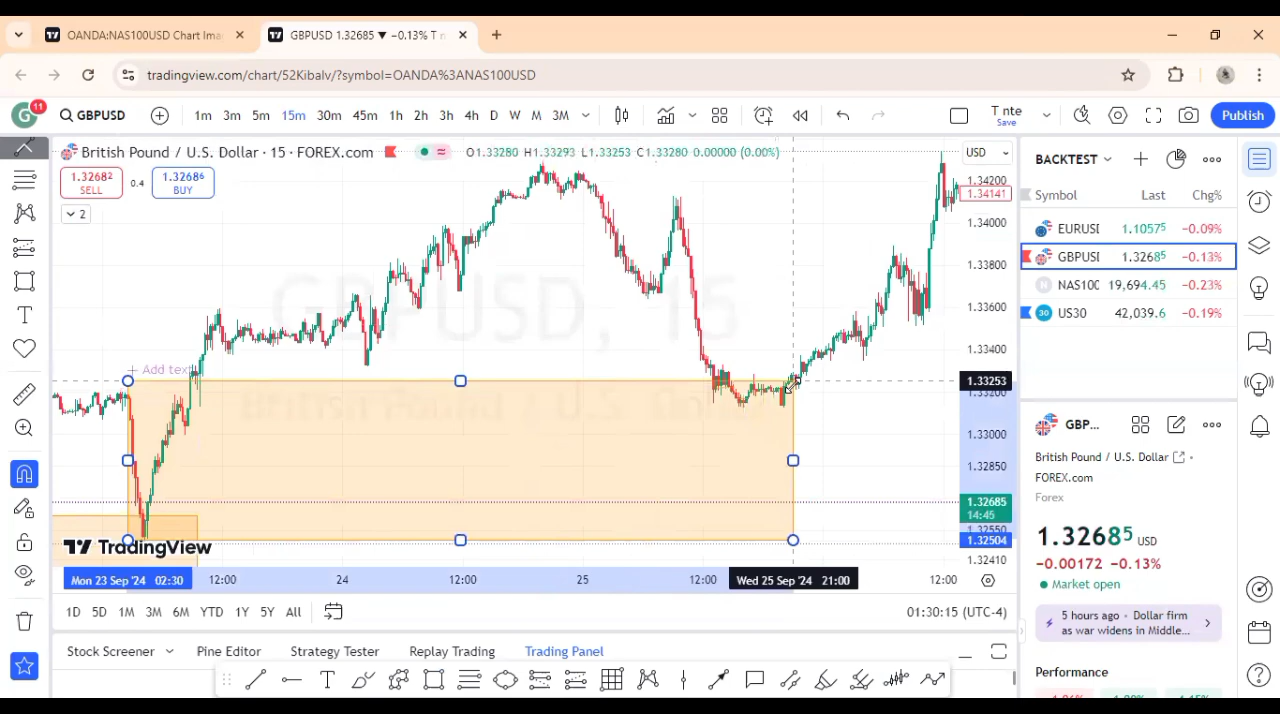 OANDA:NAS100USD Chart Ima
GBPUSD 1.32685 ▼ −0.13% T n
tradingview.com/chart/52Kibalv/?symbol=OANDA%3ANAS100USD
G 11 GBPUSD 1m 3m 5m 15m 30m 45m 1h 2h 3h 4h D W M 3M T nte Save Publish
British Pound / U.S. Dollar · 15 · FOREX.com O1.33280 H1.33293 L1.33253 C1.33280 0.00000 (0.00%) USD
1.32682 SELL 0.4 1.32686 BUY
2
GBPUSD, 15
+ Add text
1.34200
1.34141
1.34000
1.33800
1.33600
1.33400
1.33253
1.33200
1.33000
1.32850
1.32685
14:45
1.32550
1.32504
1.32410
TradingView
Mon 23 Sep '24 02:30 12:00 24 12:00 25 12:00 Wed 25 Sep '24 21:00 12:00
1D 5D 1M 3M 6M YTD 1Y 5Y All 01:30:15 (UTC-4)
Stock Screener Pine Editor Strategy Tester Replay Trading Trading Panel
BACKTEST
Symbol Last Chg%
EURUSI 1.10575 −0.09%
GBPUSI 1.32685 −0.13%
NAS10C 19,694.45 −0.23%
30 US30 42,039.6 −0.19%
GBP...
British Pound / U.S. Dollar
FOREX.com
Forex
1.32685 USD
−0.00172 −0.13%
Market open
5 hours ago · Dollar firm
as war widens in Middle...
Performance